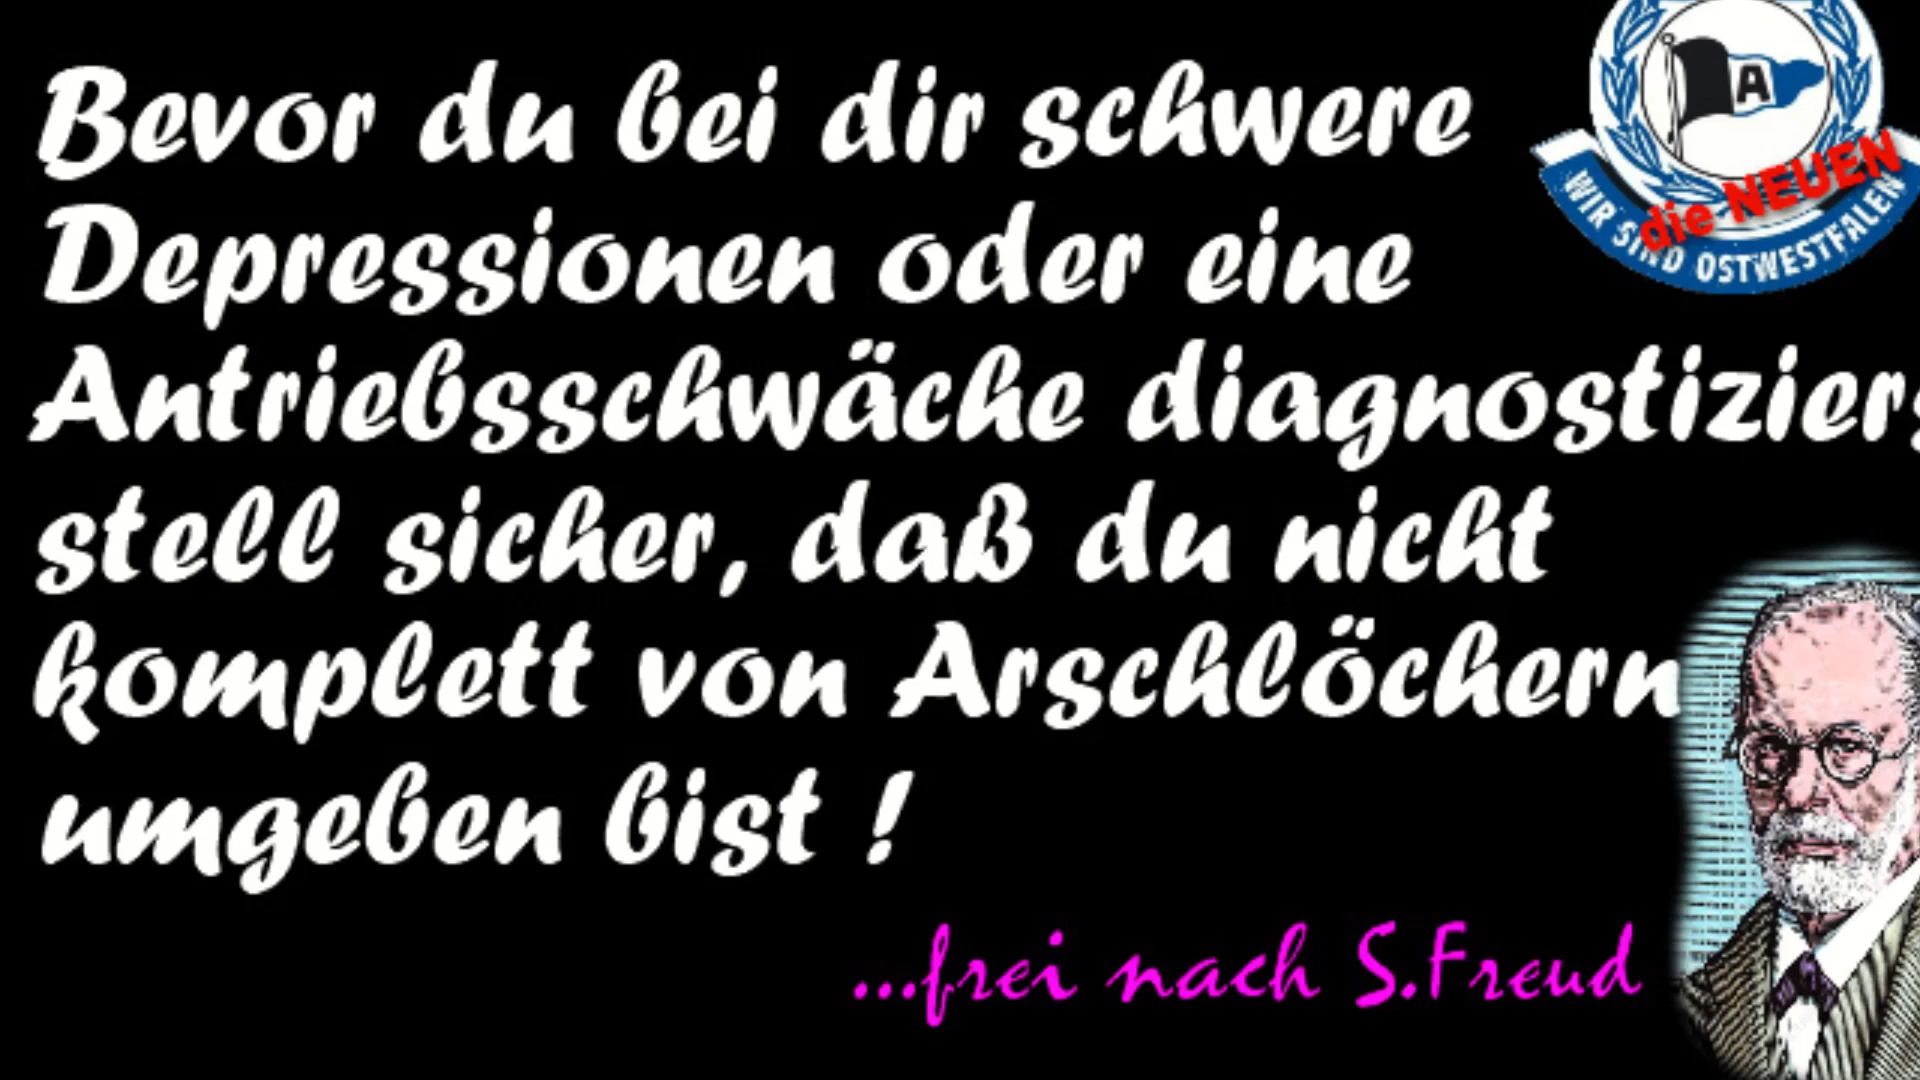 Bevor du bei dir schwere
Depressionen oder eine
Antriebsschwäche diagnostiziers
stell sicher, daß du nicht
komplett von Arschlöchern
umgeben bist !
...frei nach S.Freud
A
die NEUEN
WIR SIND OSTWESTFALEN